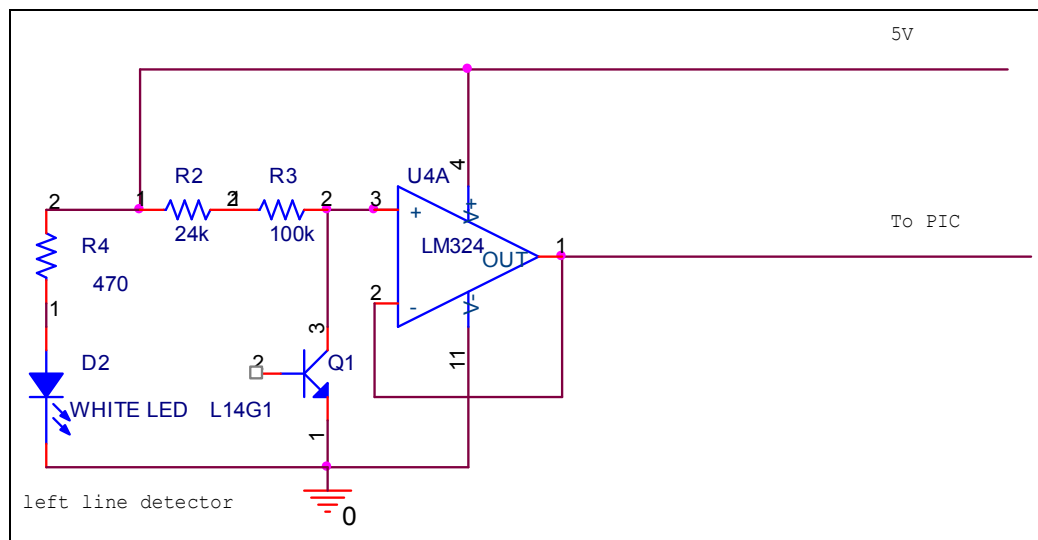 5V
4
R2
R3
U4A
2
1
2
1
2
3
+
V+
24k
100k
LM324
OUT
1
To PIC
R4
470
1
2
-
V-
11
3
D2
2
Q1
WHITE LED
L14G1
1
left line detector
0